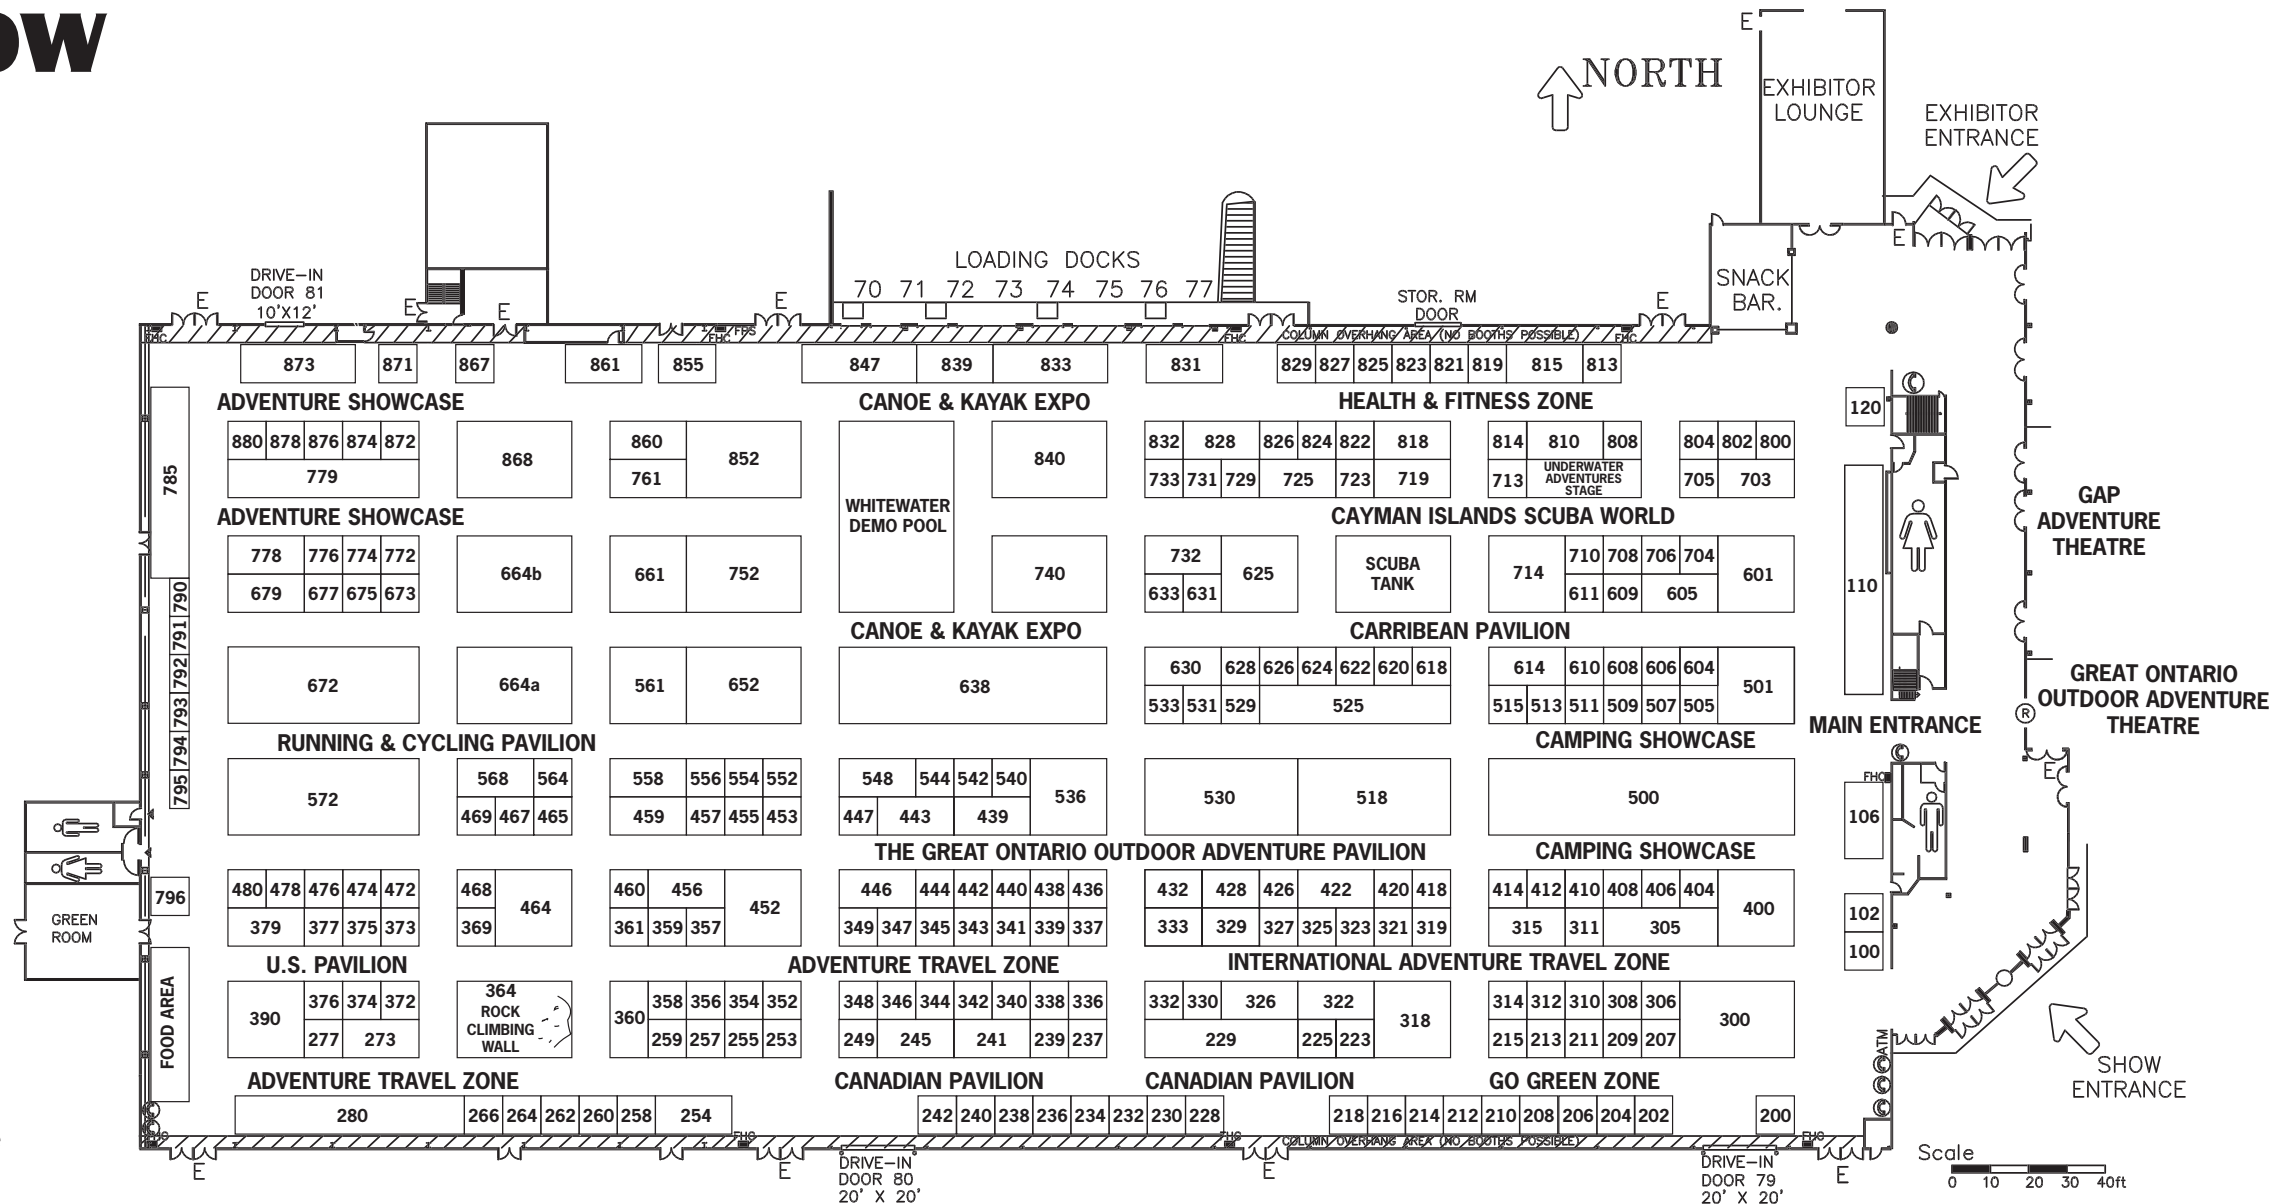 OW
NORTH
E
EXHIBITOR
LOUNGE
EXHIBITOR
ENTRANCE
E
SNACK
BAR.
LOADING DOCKS
70 71 72 73 74 75 76 77
STOR. RM
DOOR
DRIVE-IN
DOOR 81
10'X12'
E E E E E
FHC FHC FPS FHC FHC
COLUMN OVERHANG AREA (NO BOOTHS POSSIBLE)
873 871 867 861 855 847 839 833 831 829 827 825 823 821 819 815 813
ADVENTURE SHOWCASE CANOE & KAYAK EXPO HEALTH & FITNESS ZONE
120
880 878 876 874 872 868 860 852 840 832 828 826 824 822 818 814 810 808 804 802 800
785
779 761 733 731 729 725 723 719 713 705 703
UNDERWATER
ADVENTURES
STAGE
WHITEWATER
DEMO POOL
GAP
ADVENTURE
THEATRE
ADVENTURE SHOWCASE CAYMAN ISLANDS SCUBA WORLD
778 776 774 772 664b 661 752 740 732 625
SCUBA
TANK
714 710 708 706 704 601
679 677 675 673 633 631 611 609 605
110
790
791
792
793
794
795
CANOE & KAYAK EXPO CARRIBEAN PAVILION
672 664a 561 652 638 630 628 626 624 622 620 618 614 610 608 606 604 501
533 531 529 525 515 513 511 509 507 505
GREAT ONTARIO
OUTDOOR ADVENTURE
THEATRE
R
MAIN ENTRANCE
RUNNING & CYCLING PAVILION CAMPING SHOWCASE
572 568 564 558 556 554 552 548 544 542 540 536 530 518 500
469 467 465 459 457 455 453 447 443 439
FHC
E
106
THE GREAT ONTARIO OUTDOOR ADVENTURE PAVILION CAMPING SHOWCASE
796
480 478 476 474 472 468 464 460 456 452 446 444 442 440 438 436 432 428 426 422 420 418 414 412 410 408 406 404 400
379 377 375 373 369 361 359 357 349 347 345 343 341 339 337 333 329 327 325 323 321 319 315 311 305
102
100
GREEN
ROOM
U.S. PAVILION ADVENTURE TRAVEL ZONE INTERNATIONAL ADVENTURE TRAVEL ZONE
FOOD AREA
390 376 374 372
364
ROCK
CLIMBING
WALL
360 358 356 354 352 348 346 344 342 340 338 336 332 330 326 322 318 314 312 310 308 306 300
277 273 259 257 255 253 249 245 241 239 237 229 225 223 215 213 211 209 207
ATM
SHOW
ENTRANCE
ADVENTURE TRAVEL ZONE CANADIAN PAVILION CANADIAN PAVILION GO GREEN ZONE
280 266 264 262 260 258 254 242 240 238 236 234 232 230 228 218 216 214 212 210 208 206 204 202 200
COLUMN OVERHANG AREA (NO BOOTHS POSSIBLE)
E E E E
DRIVE-IN
DOOR 80
20' X 20'
DRIVE-IN
DOOR 79
20' X 20'
Scale
0 10 20 30 40ft